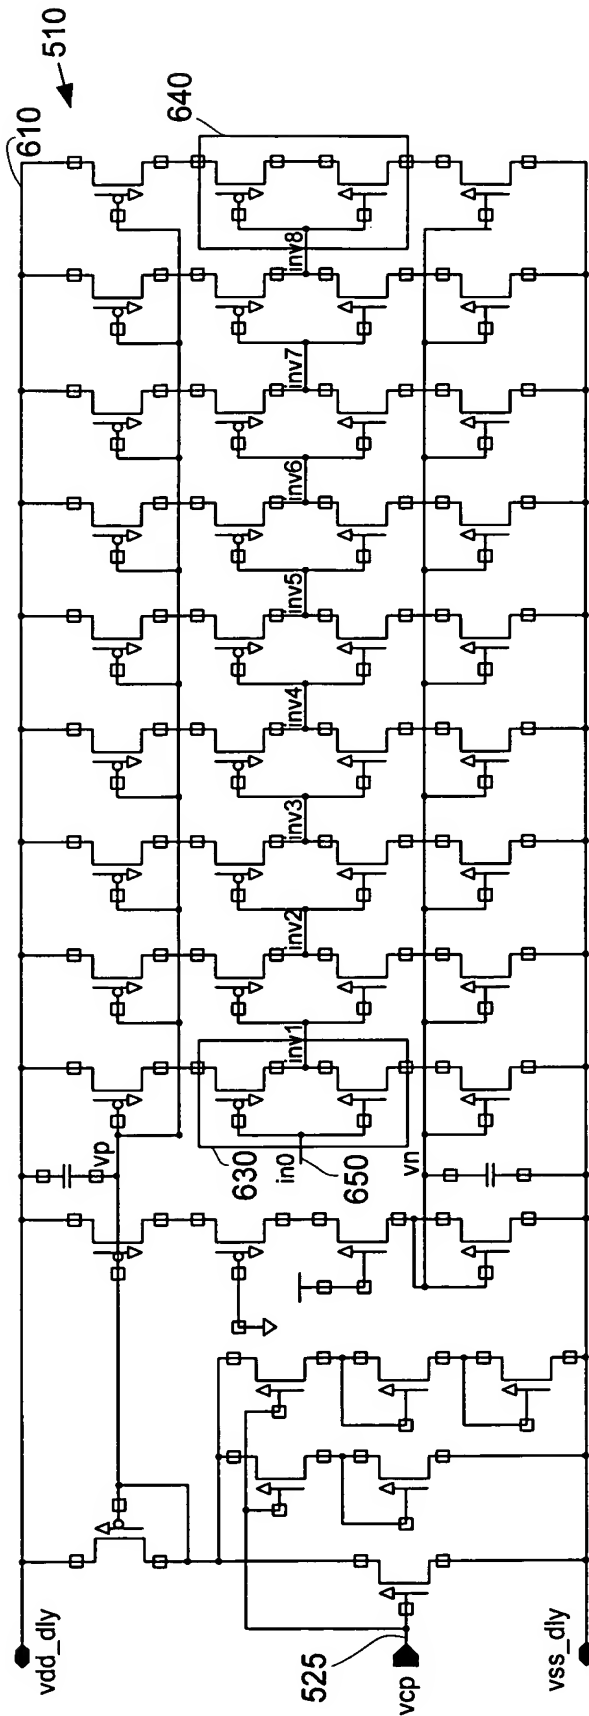 510
610
640
inv8
inv7
inv6
inv5
inv4
inv3
inv2
inv1
630
in0
650
vp
vn
vdd_dly
525
vcp
vss_dly